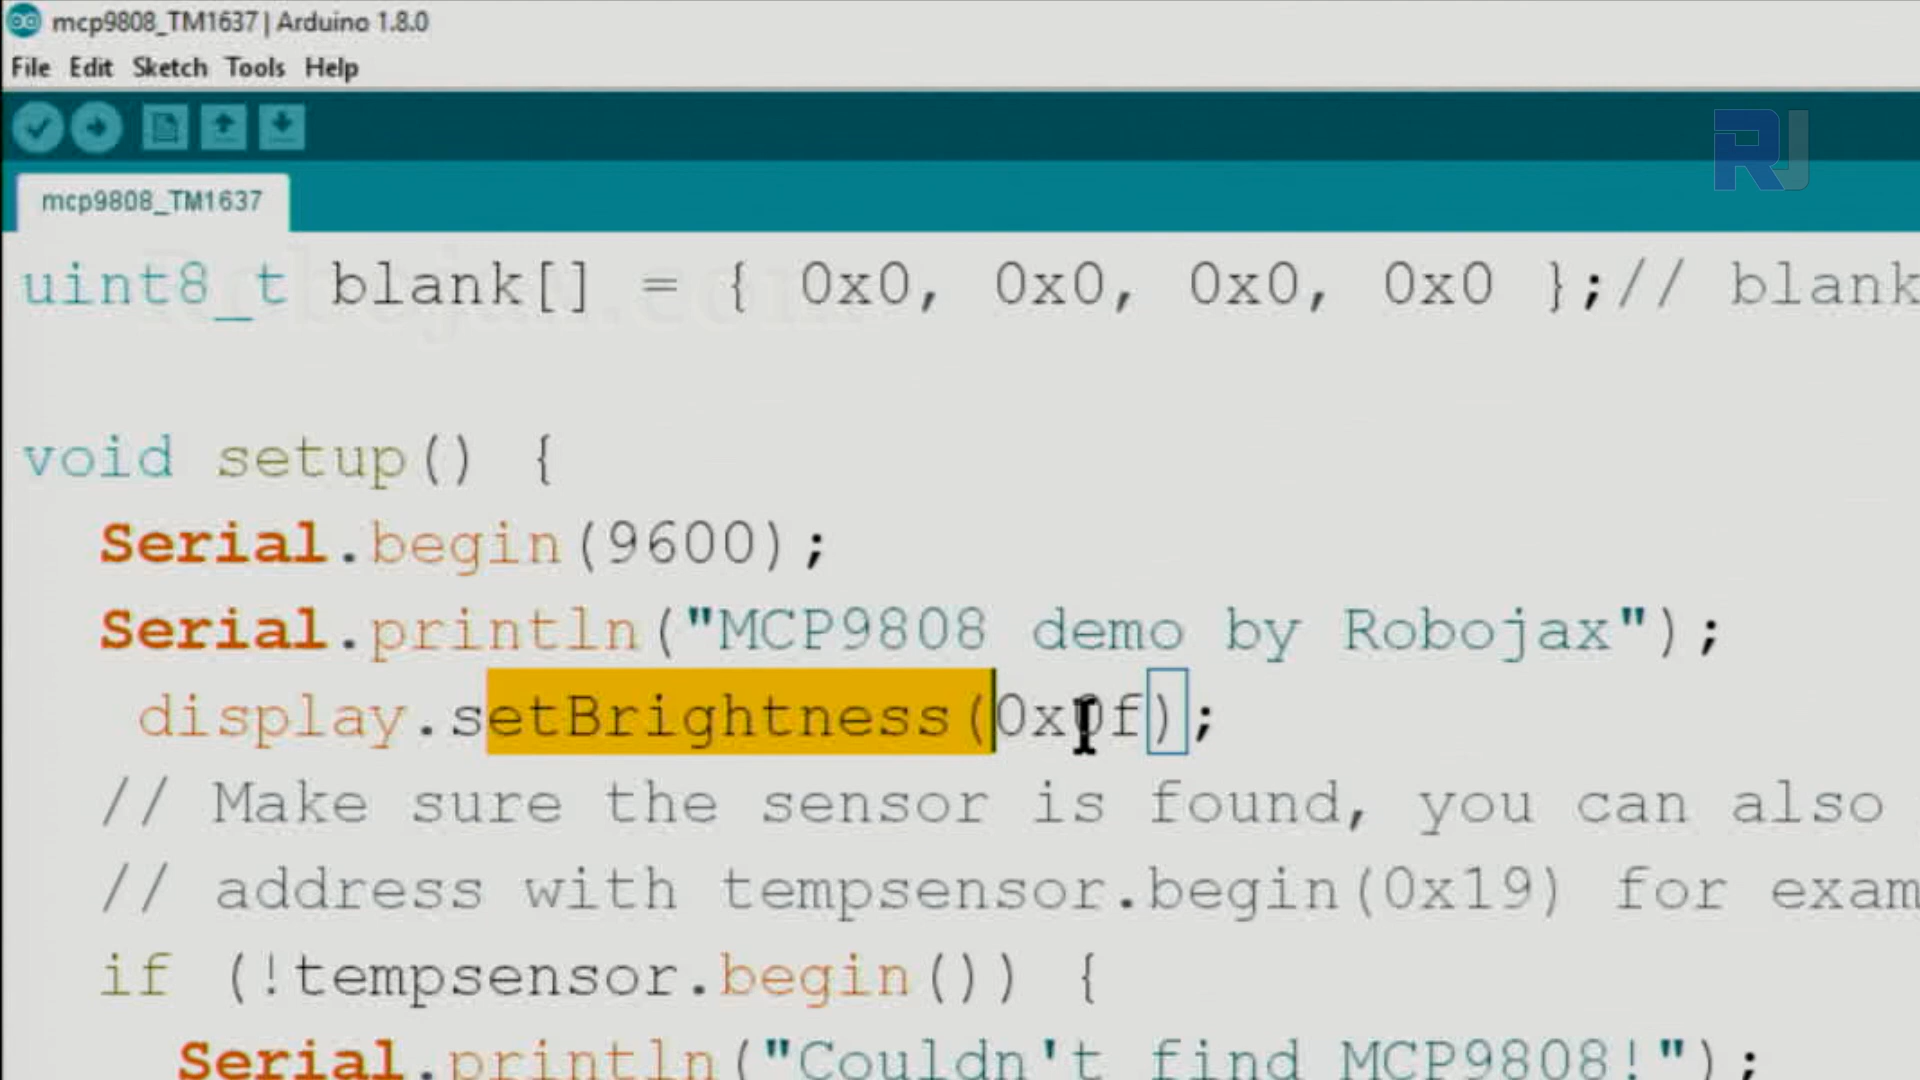 mcp9808_TM1637 | Arduino 1.8.0
File Edit Sketch Tools Help
RJ
mcp9808_TM1637
uint8_t blank[] = { 0x0, 0x0, 0x0, 0x0 };// blank
void setup() {
Serial.begin(9600);
Serial.println("MCP9808 demo by Robojax");
display.setBrightness(0x0f);
// Make sure the sensor is found, you can also
// address with tempsensor.begin(0x19) for exam
if (!tempsensor.begin()) {
Serial.println("Couldn't find MCP9808!");